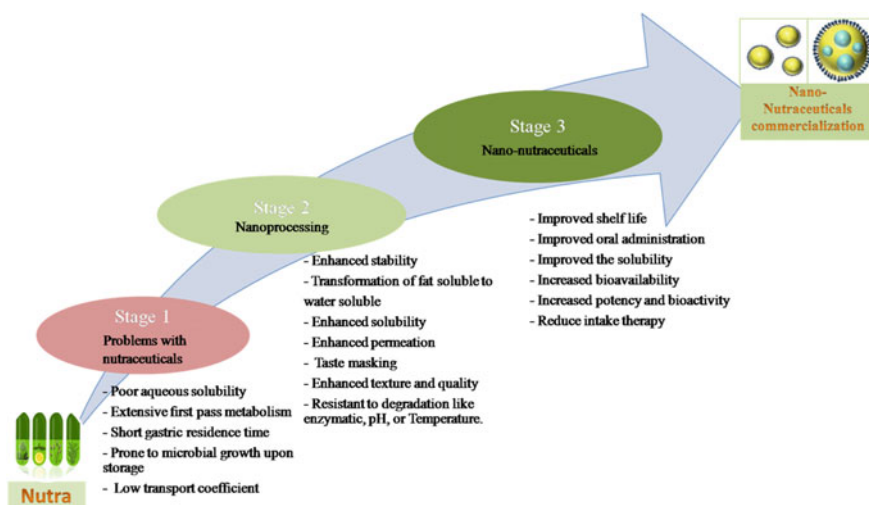 Nano-
Nutraceuticals
commercialization
Stage 3
Nano-nutraceuticals
- Improved shelf life
- Improved oral administration
- Improved the solubility
- Increased bioavailability
- Increased potency and bioactivity
- Reduce intake therapy
Stage 2
Nanoprocessing
- Enhanced stability
- Transformation of fat soluble to
water soluble
- Enhanced solubility
- Enhanced permeation
- Taste masking
- Enhanced texture and quality
- Resistant to degradation like
enzymatic, pH, or Temperature.
Stage 1
Problems with
nutraceuticals
- Poor aqueous solubility
- Extensive first pass metabolism
- Short gastric residence time
- Prone to microbial growth upon
storage
- Low transport coefficient
Nutra